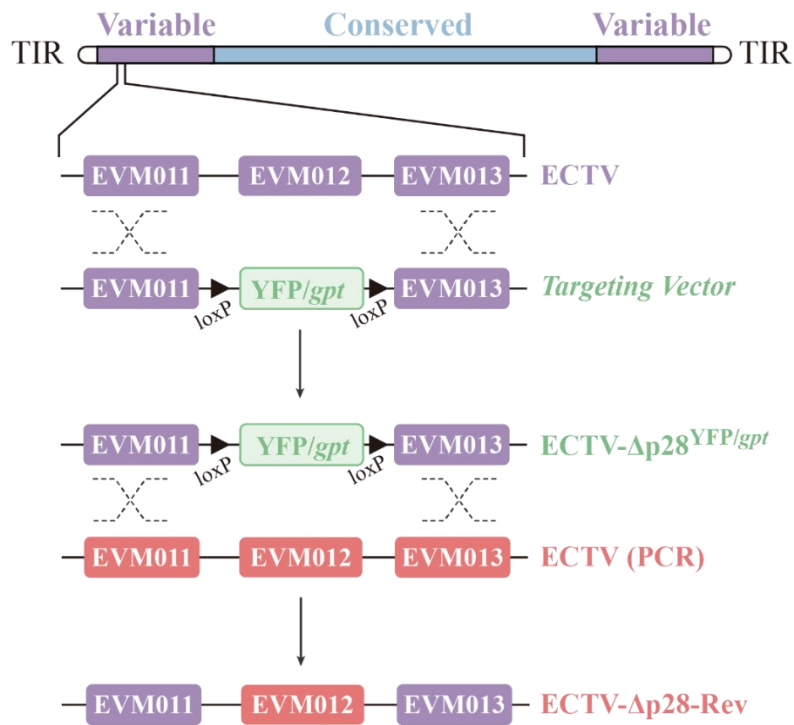 Variable Conserved Variable
TIR TIR
EVM011 EVM012 EVM013 ECTV
EVM011 YFP/gpt EVM013 Targeting Vector
loxP loxP
EVM011 YFP/gpt EVM013 ECTV-Δp28YFP/gpt
loxP loxP
EVM011 EVM012 EVM013 ECTV (PCR)
EVM011 EVM012 EVM013 ECTV-Δp28-Rev